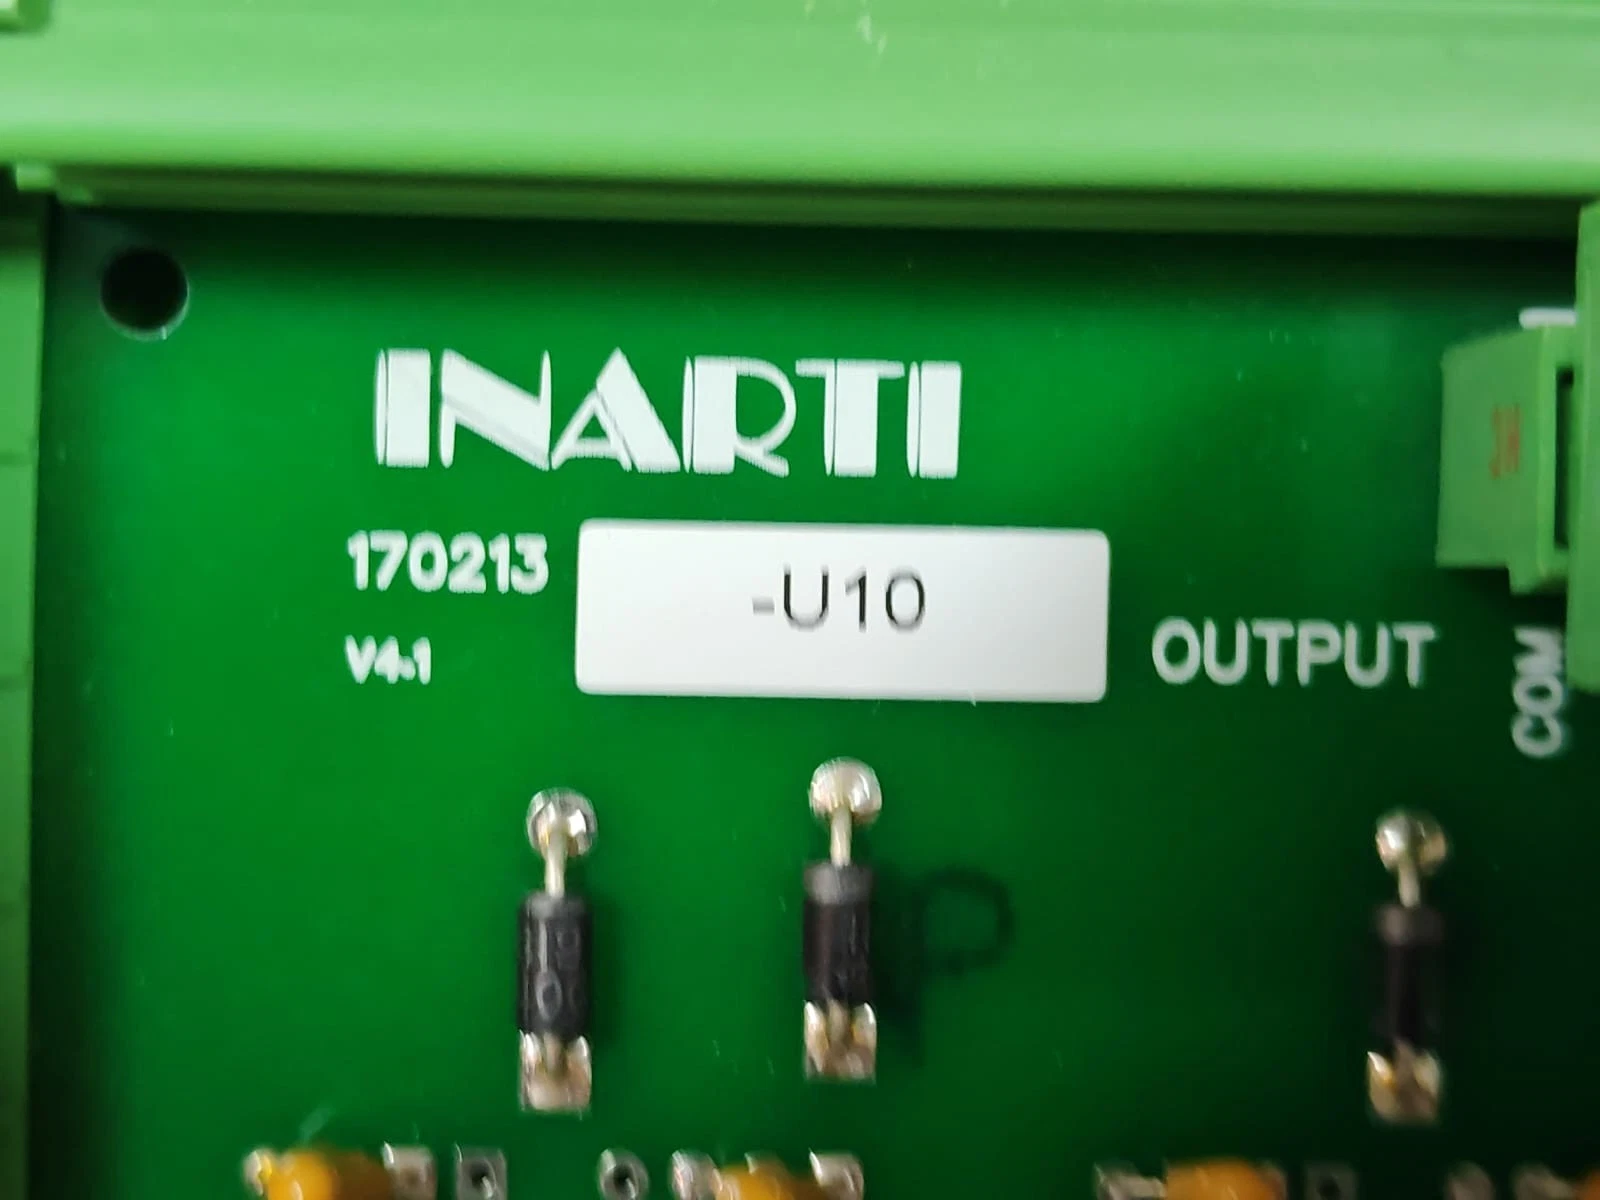 INARTI
170213
-U10
V4.1
OUTPUT
COM